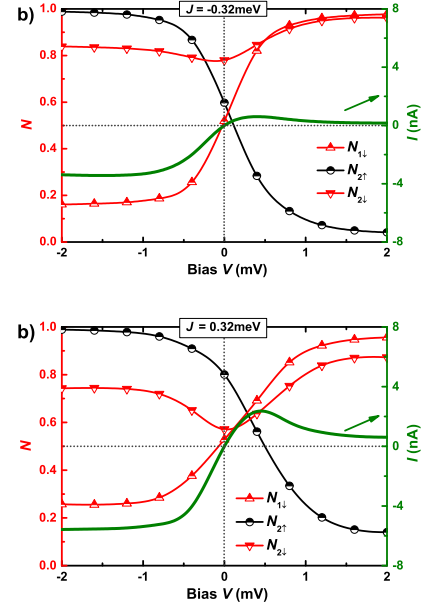 b)
J = -0.32meV
1.0
0.8
0.6
0.4
0.2
0.0
N
8
4
0
-4
-8
I (nA)
N1↓
N2↑
N2↓
-2
-1
0
1
2
Bias V (mV)
b)
J = 0.32meV
1.0
0.8
0.6
0.4
0.2
0.0
N
8
4
0
-4
-8
I (nA)
N1↓
N2↑
N2↓
-2
-1
0
1
2
Bias V (mV)